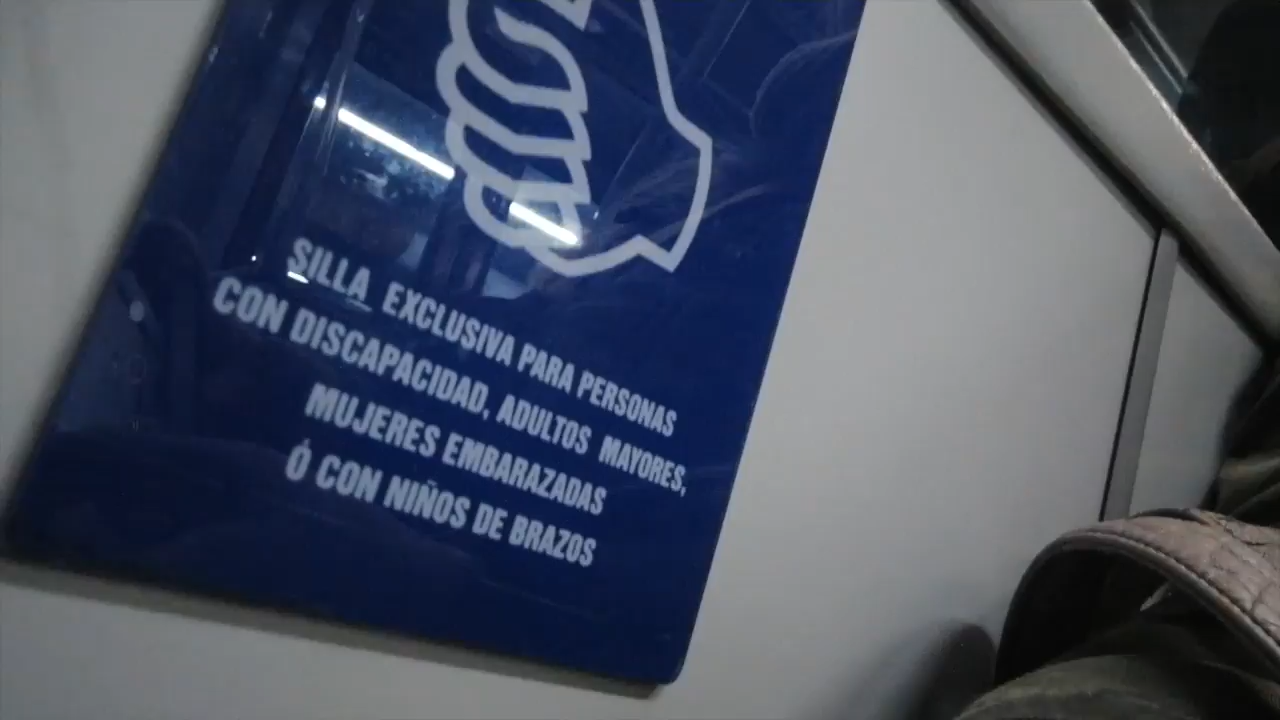 SILLA EXCLUSIVA PARA PERSONAS
CON DISCAPACIDAD, ADULTOS MAYORES,
MUJERES EMBARAZADAS
Ó CON NIÑOS DE BRAZOS